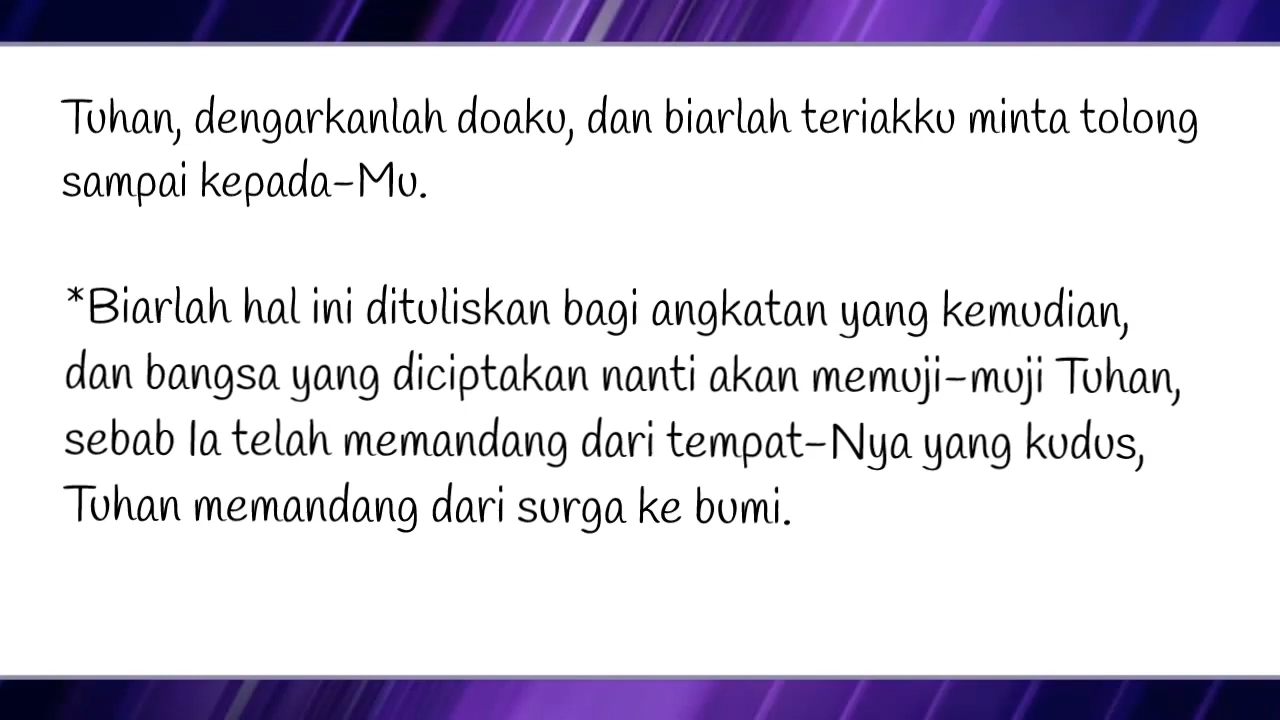 Tuhan, dengarkanlah doaku, dan biarlah teriakku minta tolong
sampai kepada-Mu.
*Biarlah hal ini dituliskan bagi angkatan yang kemudian,
dan bangsa yang diciptakan nanti akan memuji-muji Tuhan,
sebab Ia telah memandang dari tempat-Nya yang kudus,
Tuhan memandang dari surga ke bumi.